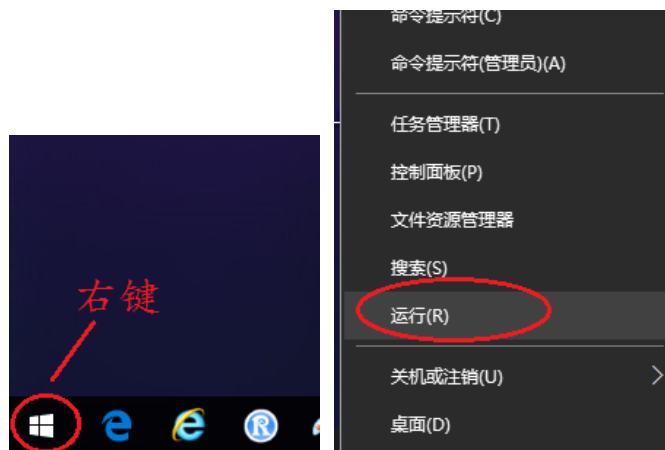 右键
命令提示符(C)
命令提示符(管理员)(A)
任务管理器(T)
控制面板(P)
文件资源管理器
搜索(S)
运行(R)
关机或注销(U)
桌面(D)